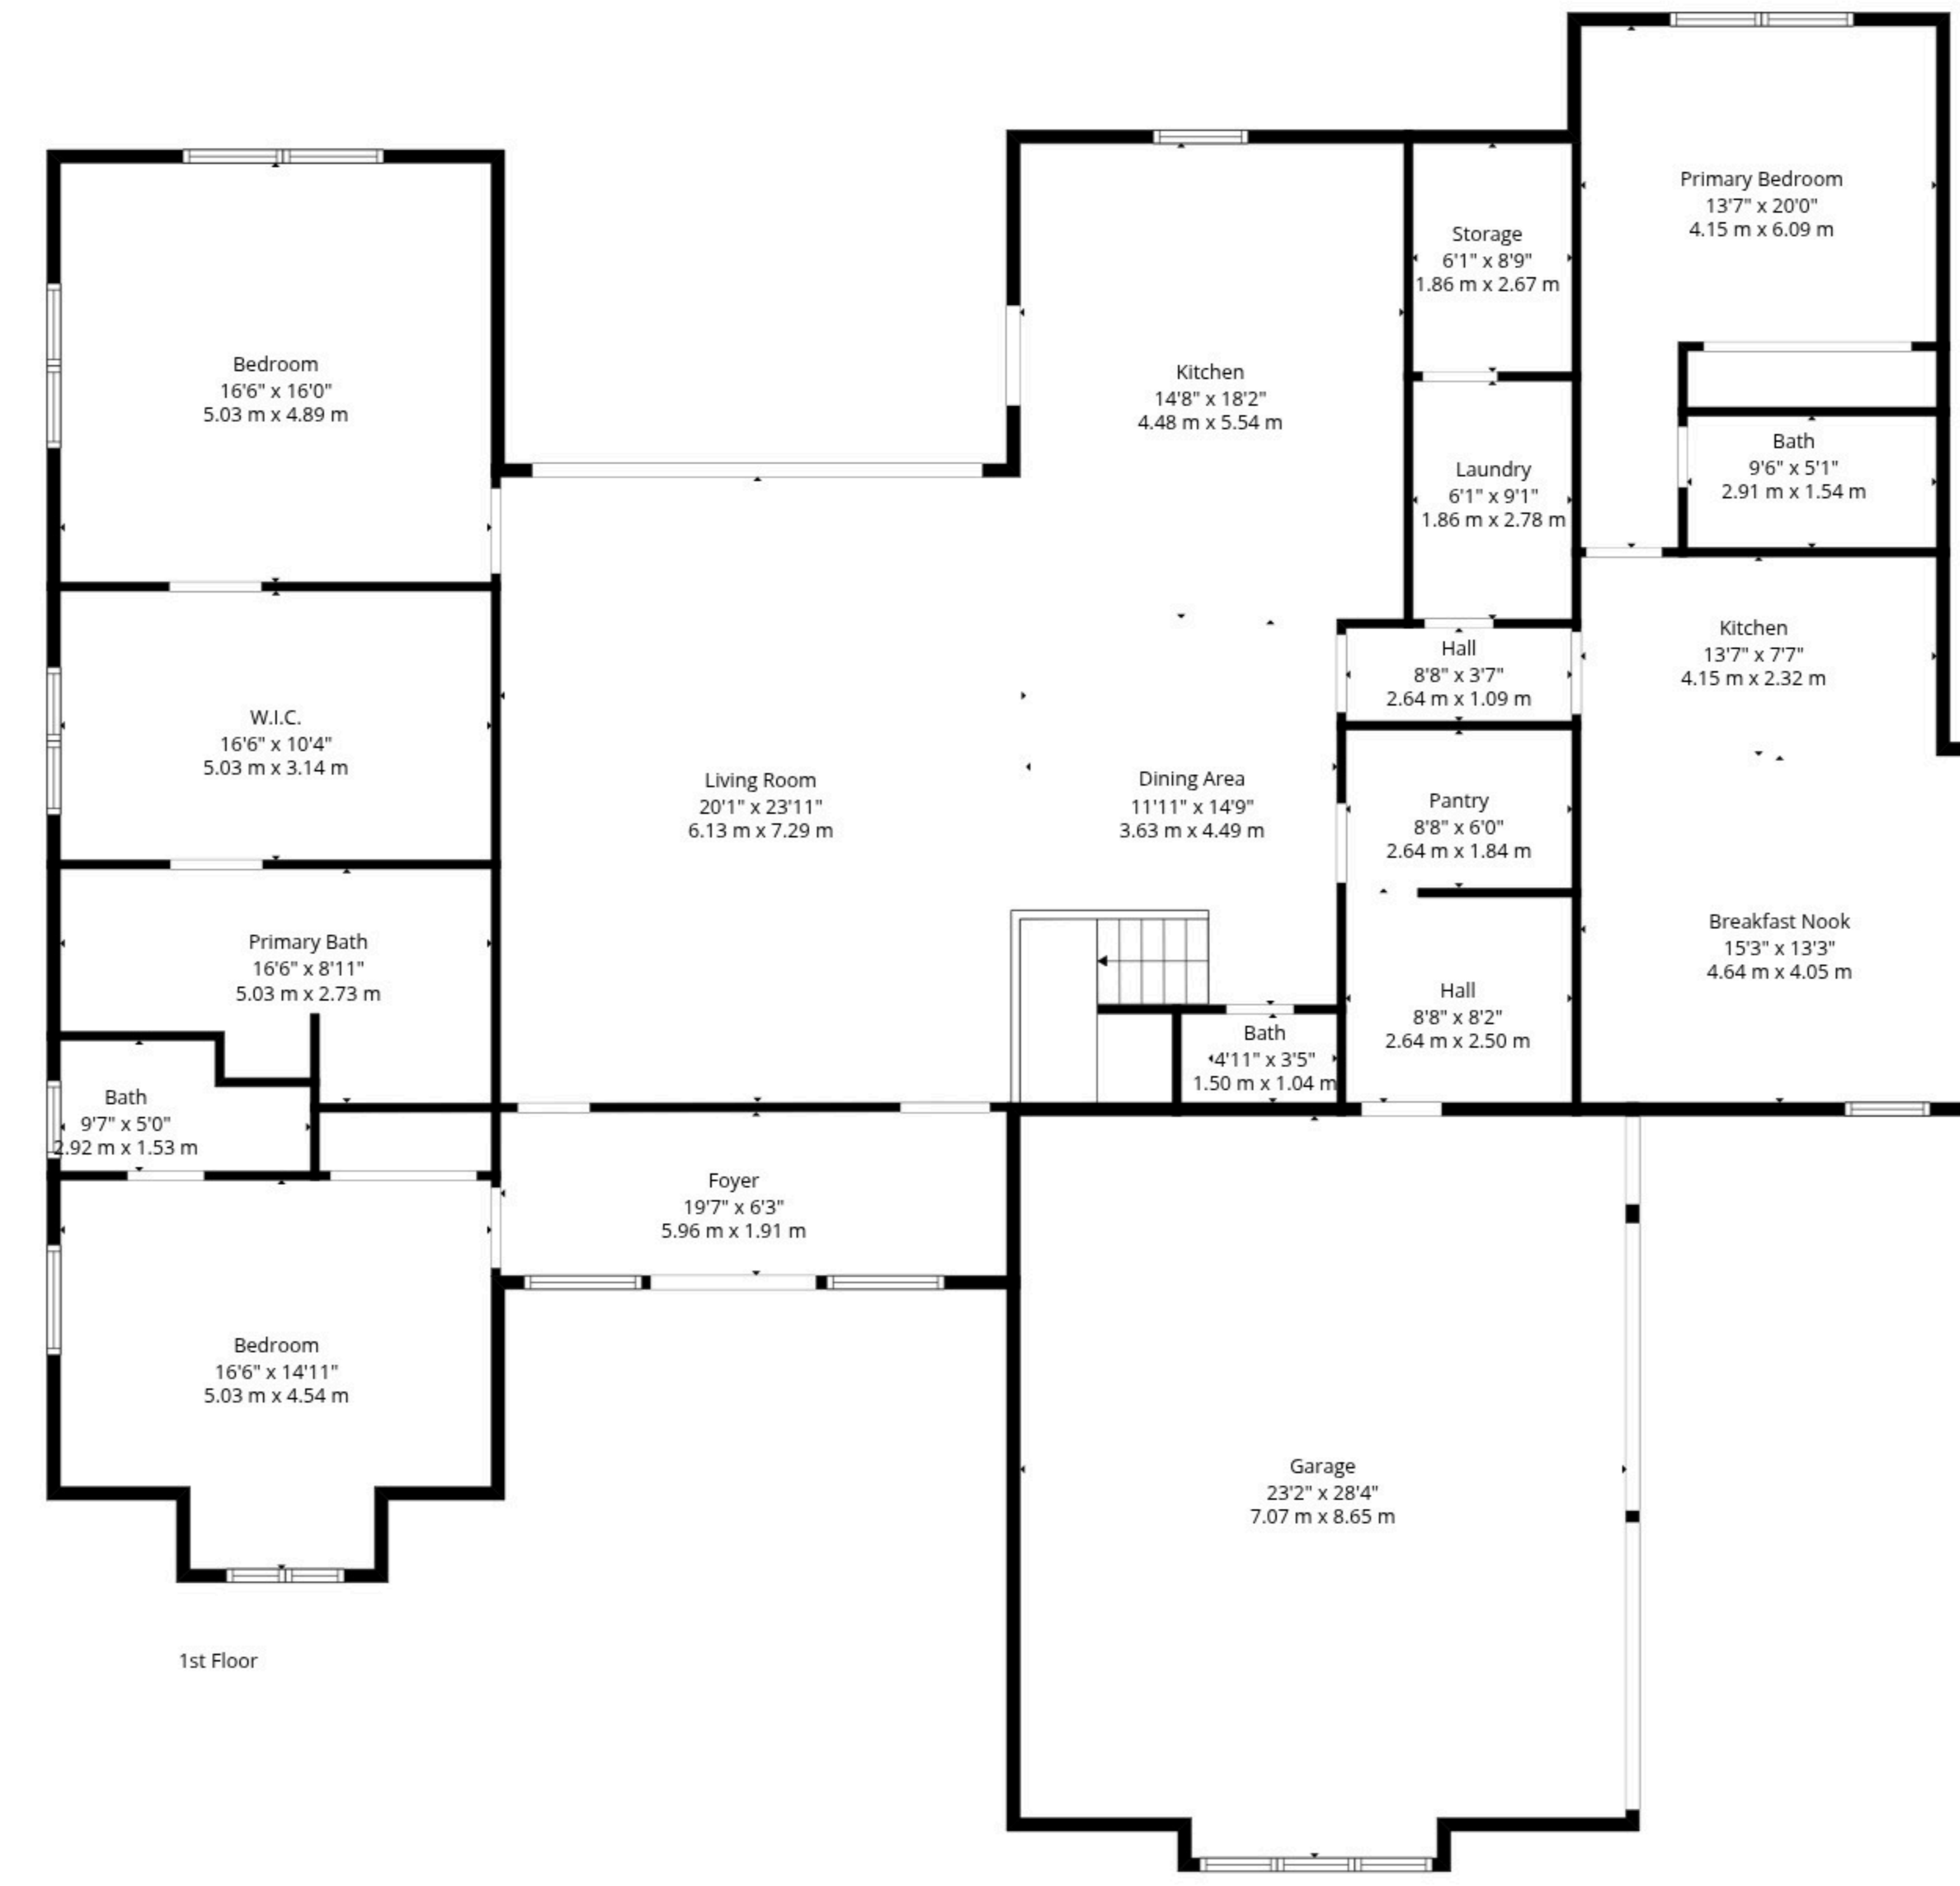 Primary Bedroom
13'7" x 20'0"
4.15 m x 6.09 m
Storage
6'1" x 8'9"
1.86 m x 2.67 m
Bedroom
16'6" x 16'0"
5.03 m x 4.89 m
Kitchen
14'8" x 18'2"
4.48 m x 5.54 m
Bath
9'6" x 5'1"
2.91 m x 1.54 m
Laundry
6'1" x 9'1"
1.86 m x 2.78 m
Kitchen
13'7" x 7'7"
4.15 m x 2.32 m
Hall
8'8" x 3'7"
2.64 m x 1.09 m
W.I.C.
16'6" x 10'4"
5.03 m x 3.14 m
Living Room
20'1" x 23'11"
6.13 m x 7.29 m
Dining Area
11'11" x 14'9"
3.63 m x 4.49 m
Pantry
8'8" x 6'0"
2.64 m x 1.84 m
Breakfast Nook
15'3" x 13'3"
4.64 m x 4.05 m
Primary Bath
16'6" x 8'11"
5.03 m x 2.73 m
Hall
8'8" x 8'2"
2.64 m x 2.50 m
Bath
4'11" x 3'5"
1.50 m x 1.04 m
Bath
9'7" x 5'0"
2.92 m x 1.53 m
Foyer
19'7" x 6'3"
5.96 m x 1.91 m
Bedroom
16'6" x 14'11"
5.03 m x 4.54 m
Garage
23'2" x 28'4"
7.07 m x 8.65 m
1st Floor